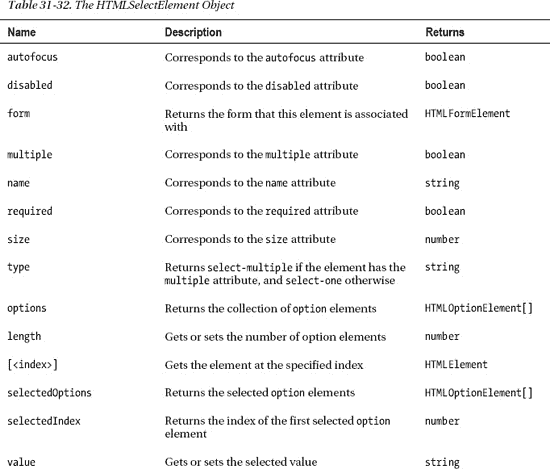 Table 31-32. The HTMLSelectElement Object
Name Description Returns
autofocus Corresponds to the autofocus attribute boolean
disabled Corresponds to the disabled attribute boolean
form Returns the form that this element is associated HTMLFormElement
with
multiple Corresponds to the multiple attribute boolean
name Corresponds to the name attribute string
required Corresponds to the required attribute boolean
size Corresponds to the size attribute number
type Returns select-multiple if the element has the string
multiple attribute, and select-one otherwise
options Returns the collection of option elements HTMLOptionElement[]
length Gets or sets the number of option elements number
[<index>] Gets the element at the specified index HTMLElement
selectedOptions Returns the selected option elements HTMLOptionElement[]
selectedIndex Returns the index of the first selected option number
element
value Gets or sets the selected value string